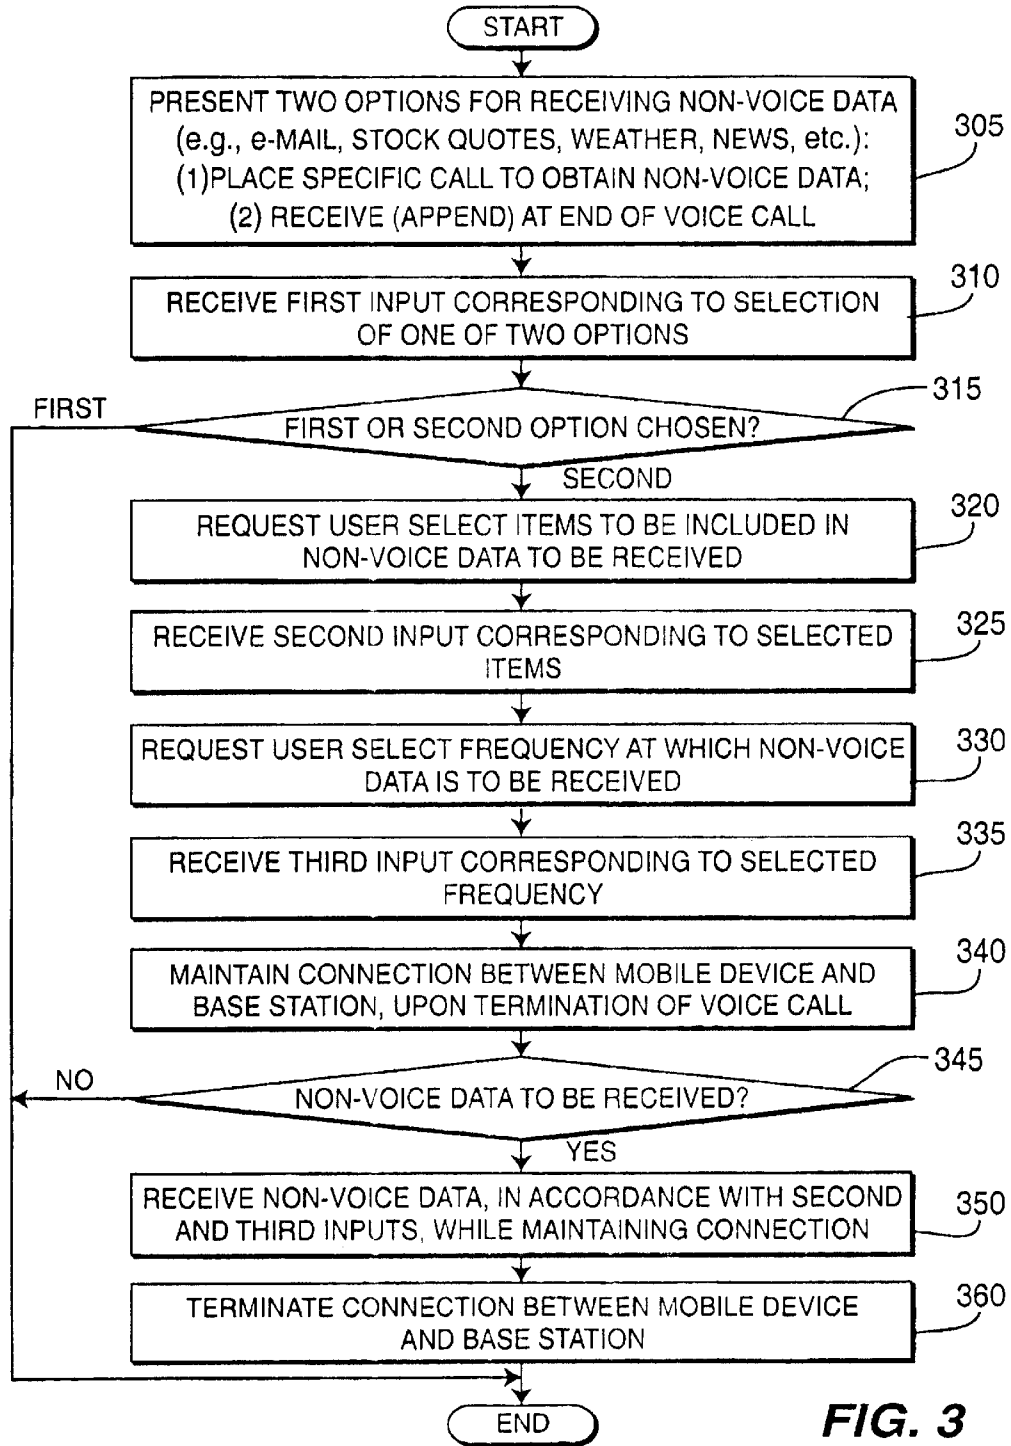 START
PRESENT TWO OPTIONS FOR RECEIVING NON-VOICE DATA
(e.g., e-MAIL, STOCK QUOTES, WEATHER, NEWS, etc.):
(1)PLACE SPECIFIC CALL TO OBTAIN NON-VOICE DATA;
(2) RECEIVE (APPEND) AT END OF VOICE CALL
305
RECEIVE FIRST INPUT CORRESPONDING TO SELECTION
OF ONE OF TWO OPTIONS
310
FIRST
FIRST OR SECOND OPTION CHOSEN?
315
SECOND
REQUEST USER SELECT ITEMS TO BE INCLUDED IN
NON-VOICE DATA TO BE RECEIVED
320
RECEIVE SECOND INPUT CORRESPONDING TO SELECTED
ITEMS
325
REQUEST USER SELECT FREQUENCY AT WHICH NON-VOICE
DATA IS TO BE RECEIVED
330
RECEIVE THIRD INPUT CORRESPONDING TO SELECTED
FREQUENCY
335
MAINTAIN CONNECTION BETWEEN MOBILE DEVICE AND
BASE STATION, UPON TERMINATION OF VOICE CALL
340
NO
NON-VOICE DATA TO BE RECEIVED?
345
YES
RECEIVE NON-VOICE DATA, IN ACCORDANCE WITH SECOND
AND THIRD INPUTS, WHILE MAINTAINING CONNECTION
350
TERMINATE CONNECTION BETWEEN MOBILE DEVICE
AND BASE STATION
360
END
FIG. 3